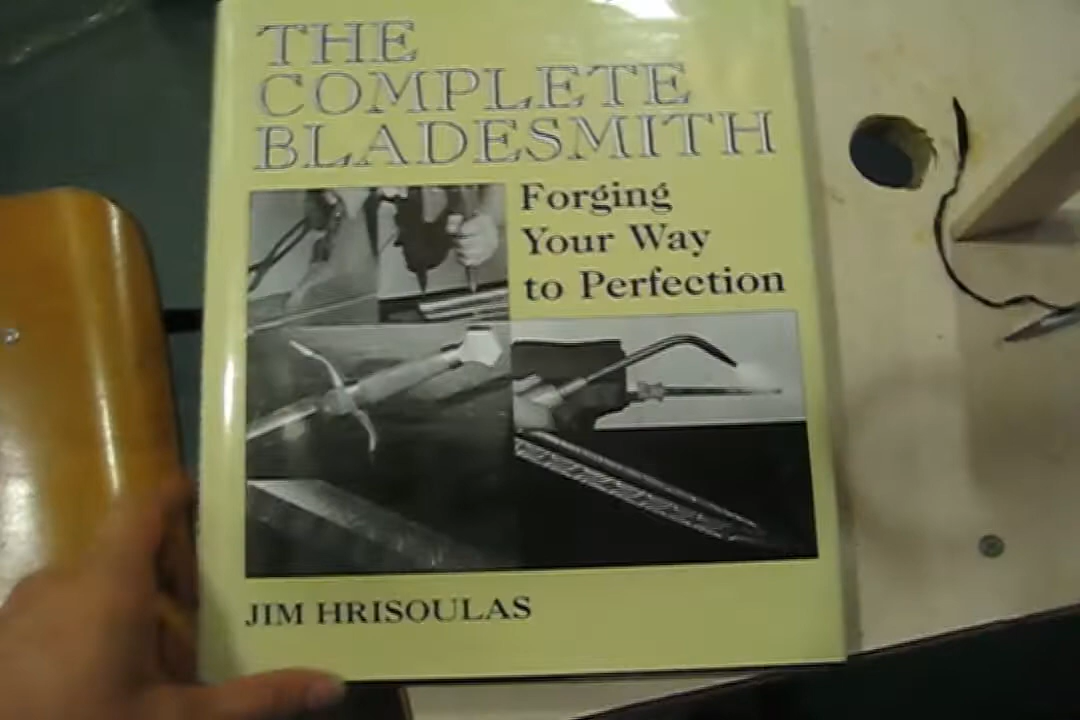 THE
COMPLETE
BLADESMITH
Forging
Your Way
to Perfection
JIM HRISOULAS